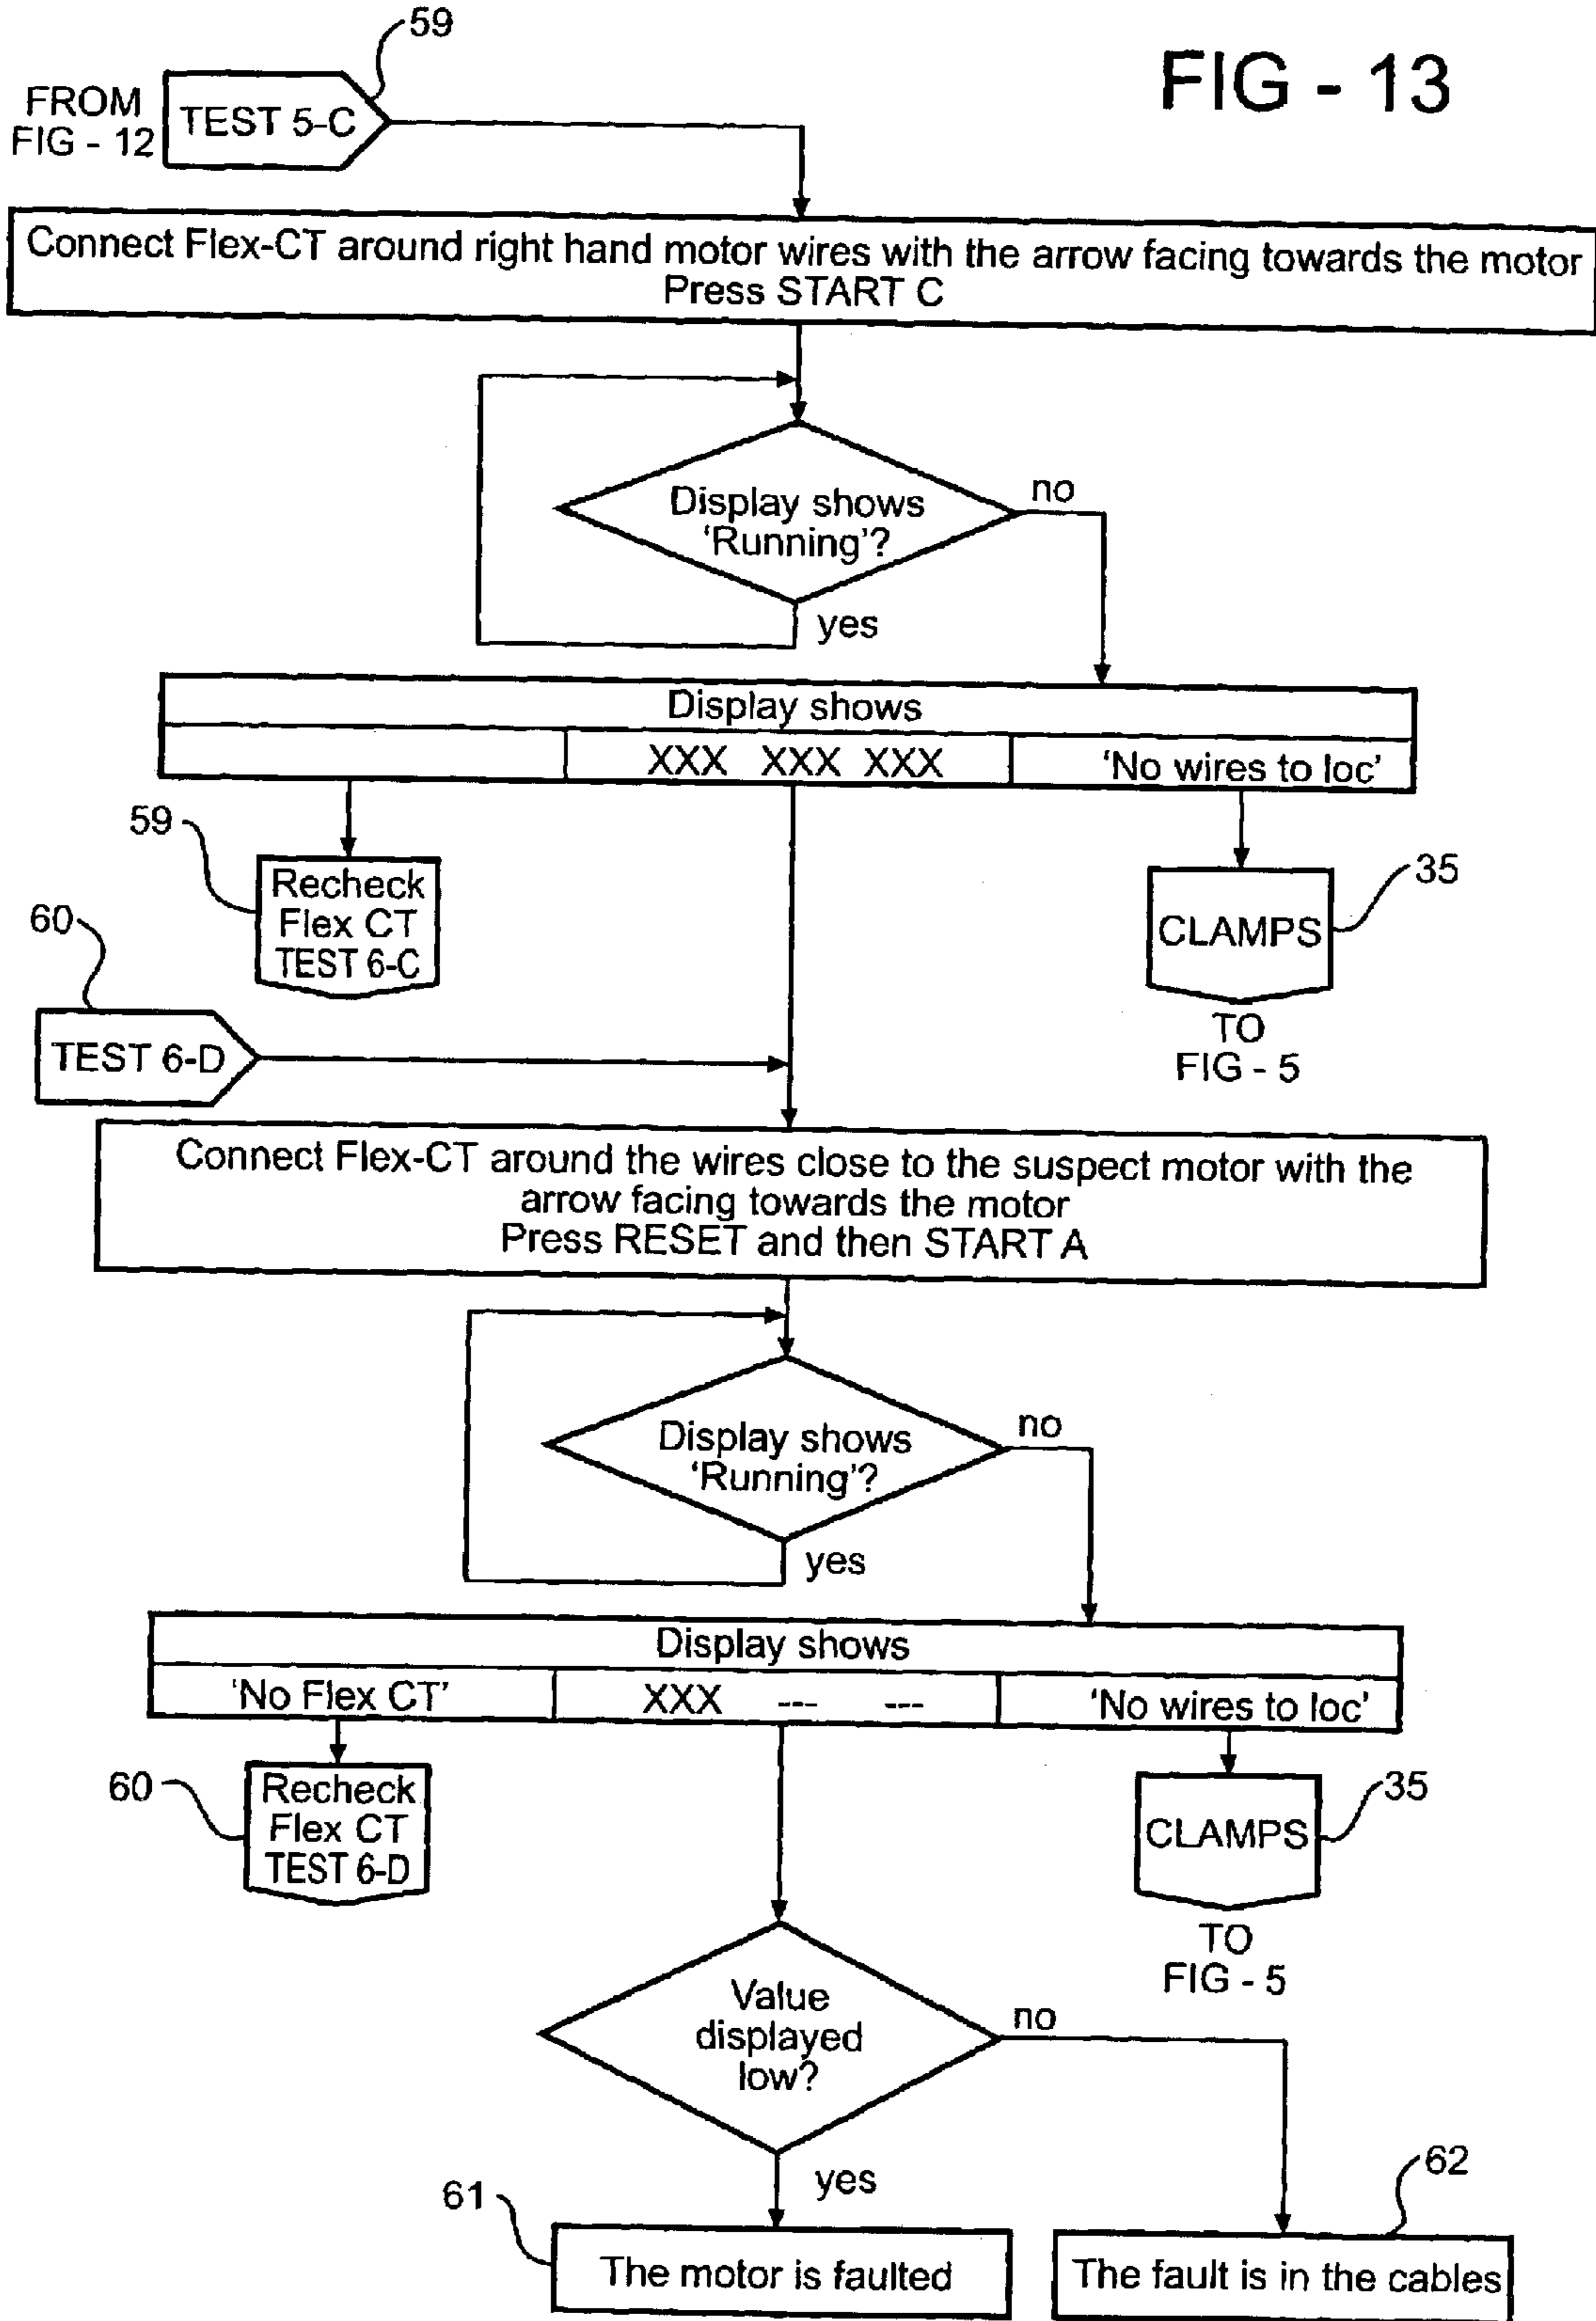 FIG - 13
59
FROM
FIG - 12
TEST 5-C
Connect Flex-CT around right hand motor wires with the arrow facing towards the motor
Press START C
Display shows
'Running'?
no
yes
Display shows
XXX XXX XXX
'No wires to loc'
59
Recheck
Flex CT
TEST 6-C
35
CLAMPS
TO
FIG - 5
60
TEST 6-D
Connect Flex-CT around the wires close to the suspect motor with the
arrow facing towards the motor
Press RESET and then START A
Display shows
'Running'?
no
yes
Display shows
'No Flex CT'
XXX --- ---
'No wires to loc'
60
Recheck
Flex CT
TEST 6-D
35
CLAMPS
TO
FIG - 5
Value
displayed
low?
no
yes
61
The motor is faulted
62
The fault is in the cables